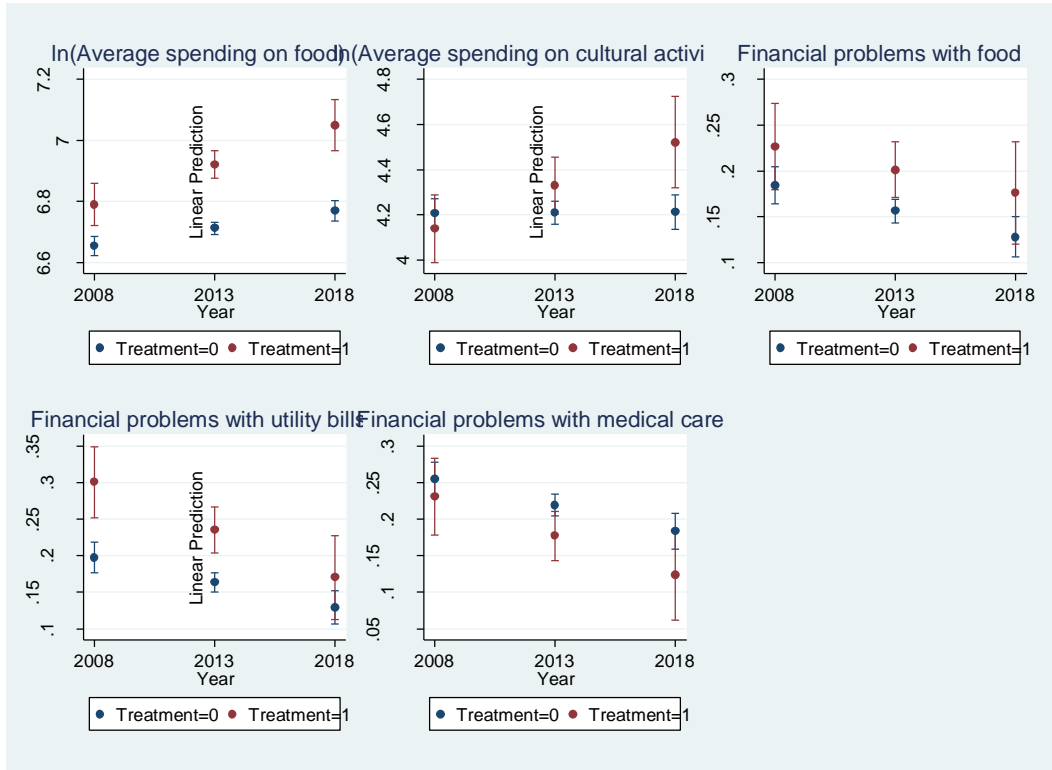 ln(Average spending on food)
7.2
7
6.8
6.6
2008 2013 2018
Year
Treatment=0 Treatment=1
ln(Average spending on cultural activi
Linear Prediction
4.8
4.6
4.4
4.2
4
2008 2013 2018
Year
Treatment=0 Treatment=1
Financial problems with food
Linear Prediction
.3
.25
.2
.15
.1
2008 2013 2018
Year
Treatment=0 Treatment=1
Financial problems with utility bills
.35
.3
.25
.2
.15
.1
2008 2013 2018
Year
Treatment=0 Treatment=1
Financial problems with medical care
Linear Prediction
.3
.25
.2
.15
.1
.05
2008 2013 2018
Year
Treatment=0 Treatment=1